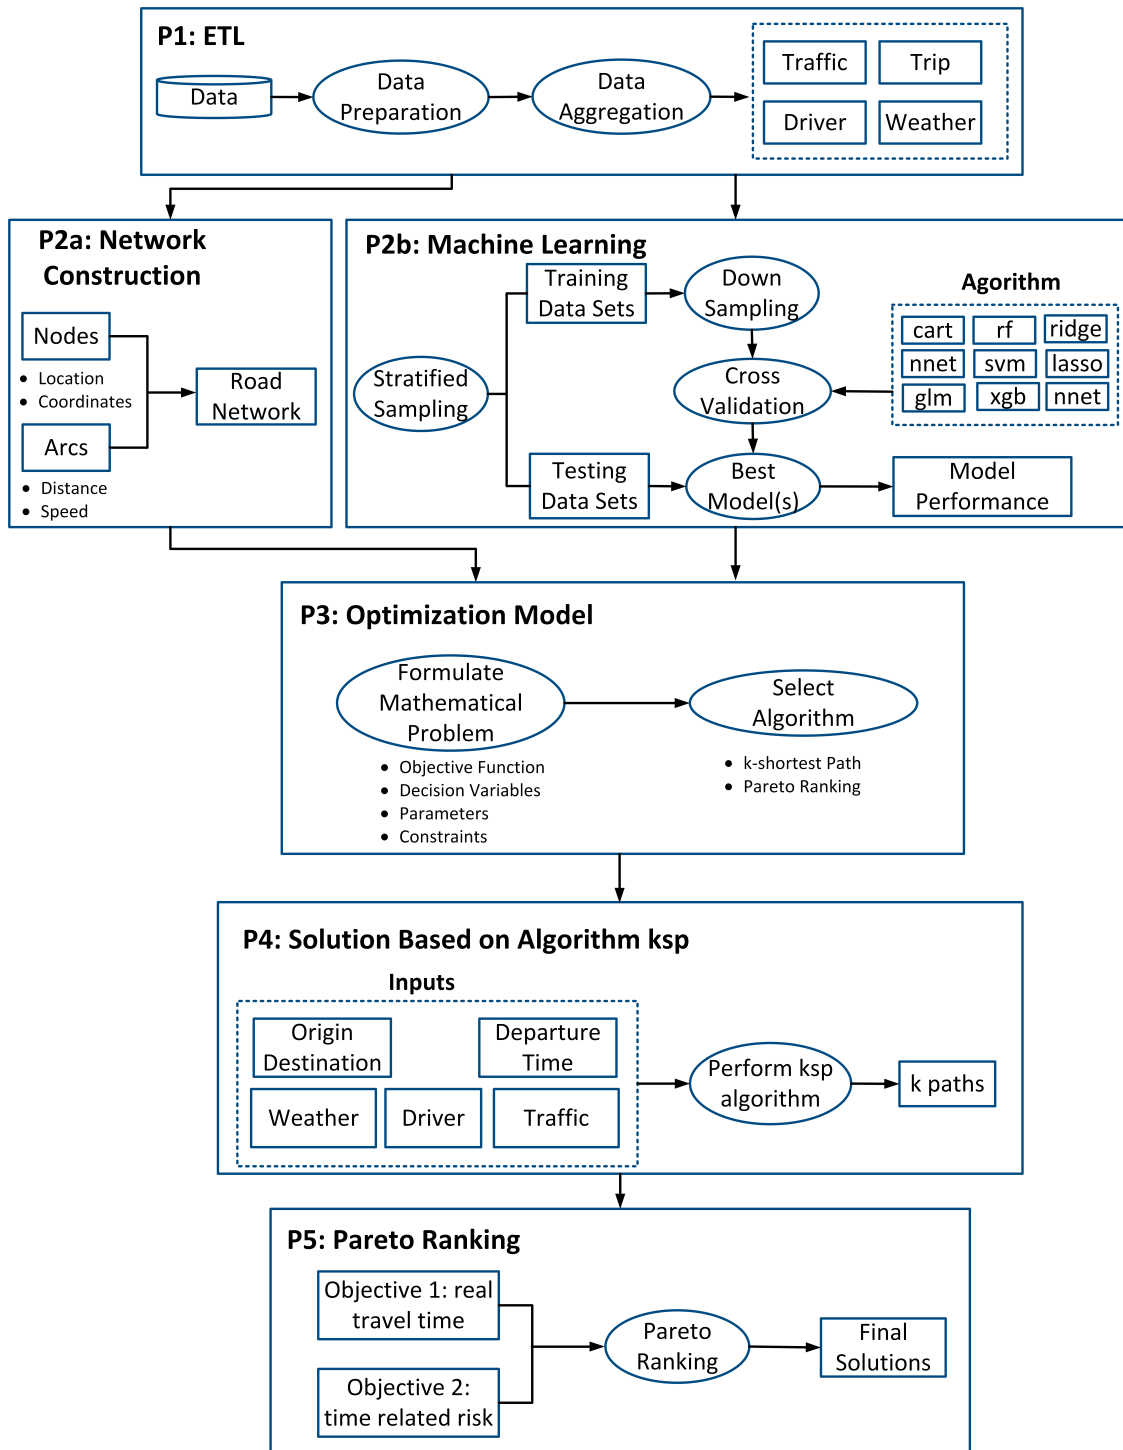 P1: ETL
Data
Data
Preparation
Data
Aggregation
Traffic
Trip
Driver
Weather
P2a: Network
Construction
Nodes
• Location
• Coordinates
Arcs
• Distance
• Speed
Road
Network
P2b: Machine Learning
Stratified
Sampling
Training
Data Sets
Down
Sampling
Cross
Validation
Testing
Data Sets
Best
Model(s)
Agorithm
cart
rf
ridge
nnet
svm
lasso
glm
xgb
nnet
Model
Performance
P3: Optimization Model
Formulate
Mathematical
Problem
• Objective Function
• Decision Variables
• Parameters
• Constraints
Select
Algorithm
• k-shortest Path
• Pareto Ranking
P4: Solution Based on Algorithm ksp
Inputs
Origin
Destination
Departure
Time
Weather
Driver
Traffic
Perform ksp
algorithm
k paths
P5: Pareto Ranking
Objective 1: real
travel time
Objective 2:
time related risk
Pareto
Ranking
Final
Solutions